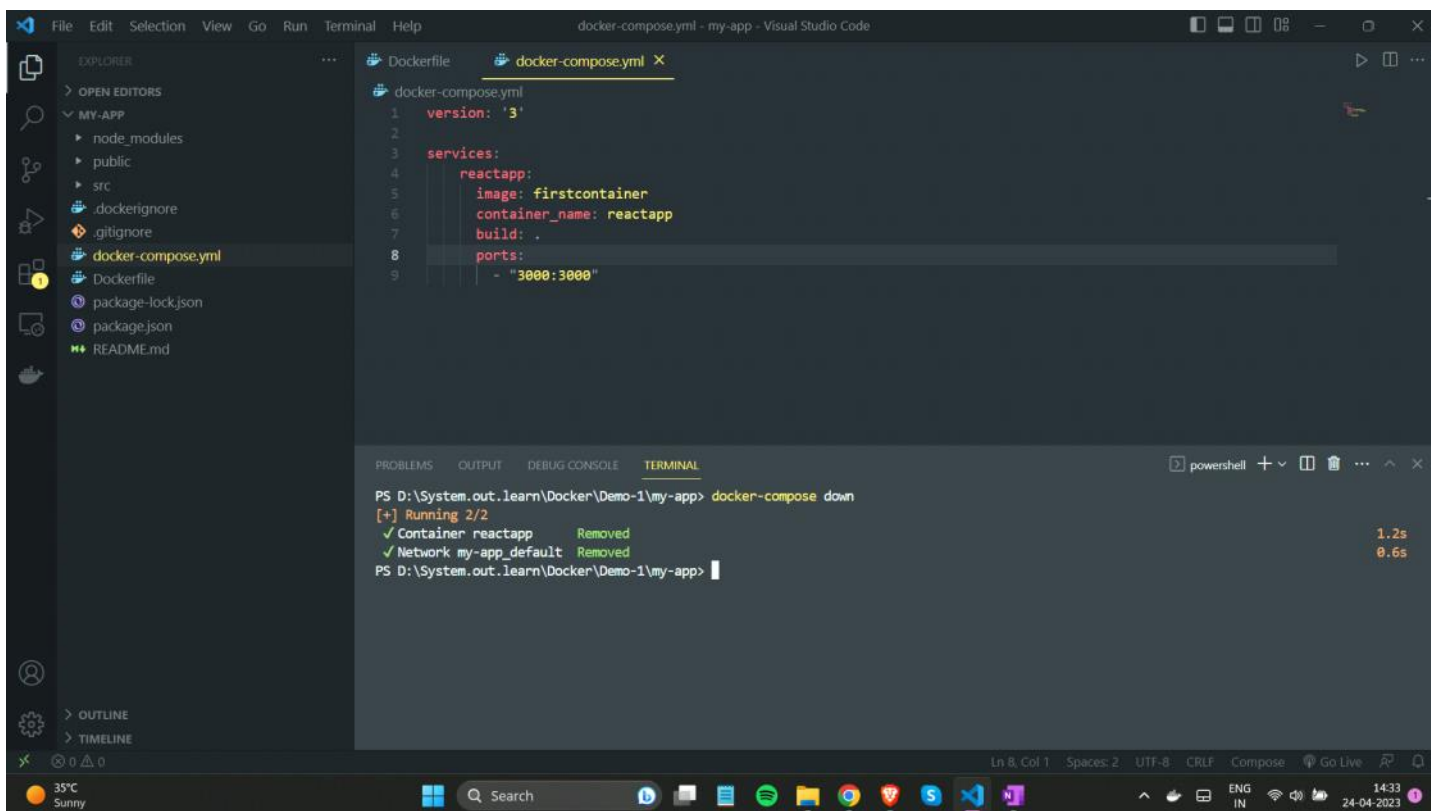 File Edit Selection View Go Run Terminal Help docker-compose.yml - my-app - Visual Studio Code
EXPLORER
OPEN EDITORS
MY-APP
node_modules
public
src
.dockerignore
.gitignore
docker-compose.yml
Dockerfile
package-lock.json
package.json
README.md
OUTLINE
TIMELINE
Dockerfile docker-compose.yml
docker-compose.yml
1 version: '3'
2
3 services:
4 reactapp:
5 image: firstcontainer
6 container_name: reactapp
7 build: .
8 ports:
9 - "3000:3000"
PROBLEMS OUTPUT DEBUG CONSOLE TERMINAL powershell
PS D:\System.out.learn\Docker\Demo-1\my-app> docker-compose down
[+] Running 2/2
✓ Container reactapp Removed 1.2s
✓ Network my-app_default Removed 0.6s
PS D:\System.out.learn\Docker\Demo-1\my-app>
0 0 Ln 8, Col 1 Spaces: 2 UTF-8 CRLF Compose Go Live
35°C
Sunny
Search
ENG
IN
14:33
24-04-2023
1